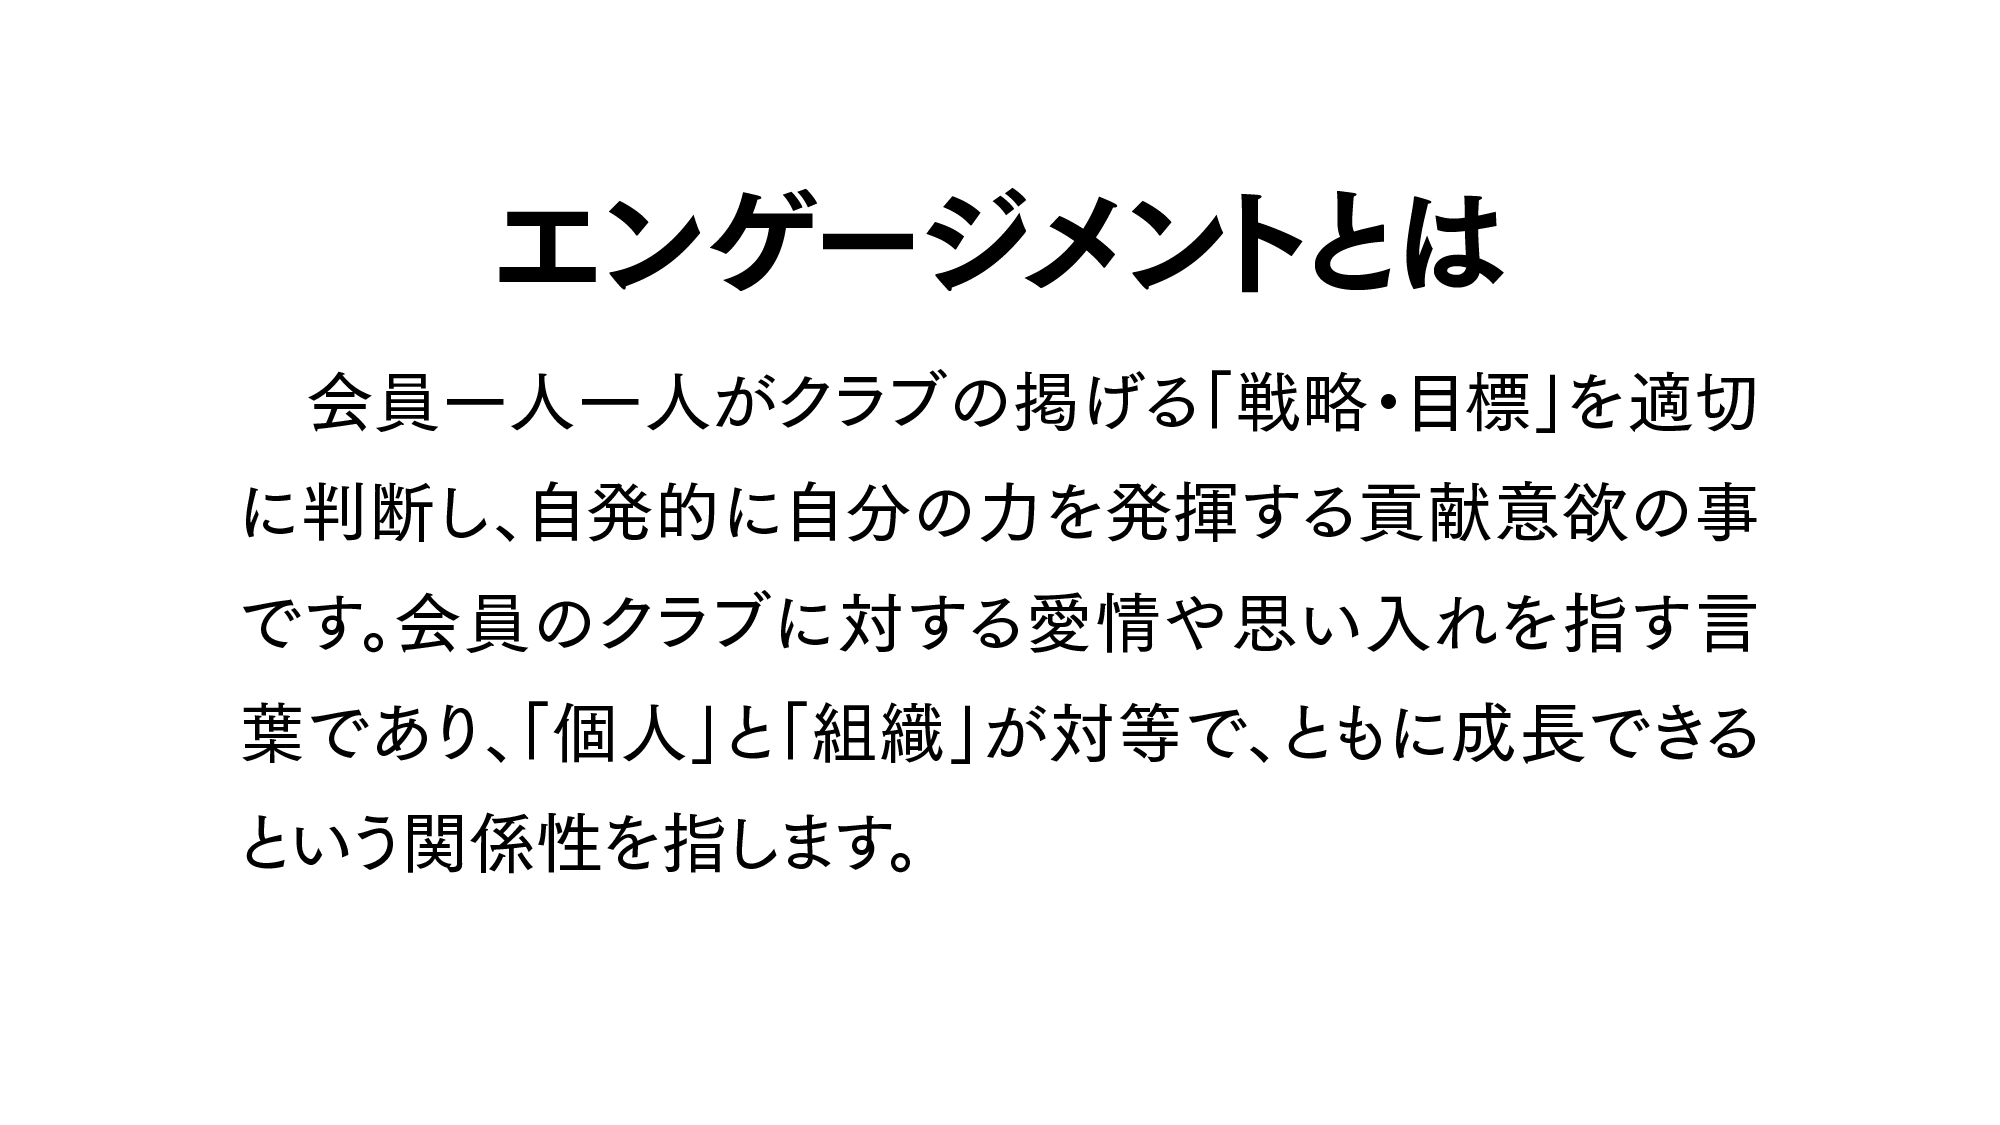 エンゲージメントとは
　会員一人一人がクラブの掲げる「戦略・目標」を適切
に判断し、自発的に自分の力を発揮する貢献意欲の事
です。会員のクラブに対する愛情や思い入れを指す言
葉であり、「個人」と「組織」が対等で、ともに成長できる
という関係性を指します。